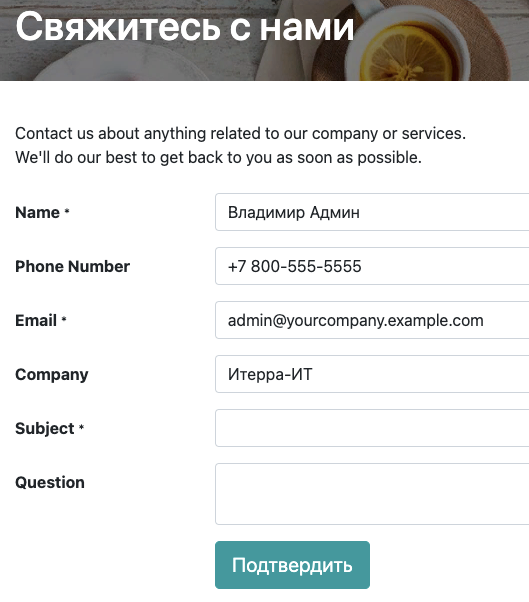 Свяжитесь с нами
Contact us about anything related to our company or services.
We'll do our best to get back to you as soon as possible.
Name *
Владимир Админ
Phone Number
+7 800-555-5555
Email *
admin@yourcompany.example.com
Company
Итерра-ИТ
Subject *
Question
Подтвердить